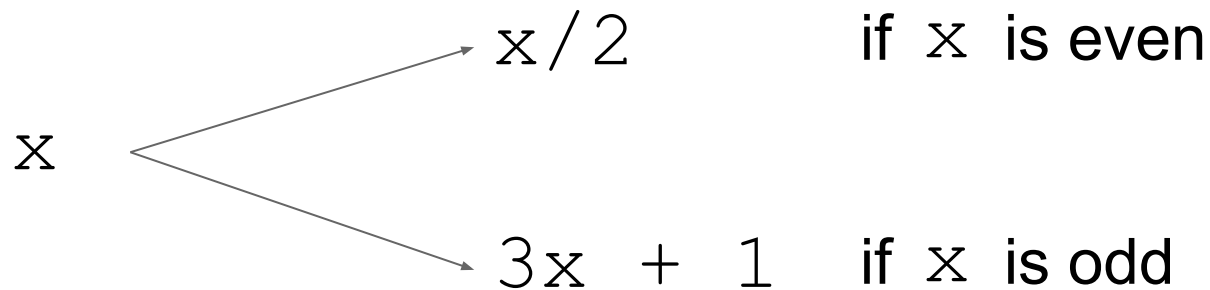 x/2 if x is even
x
3x + 1 if x is odd